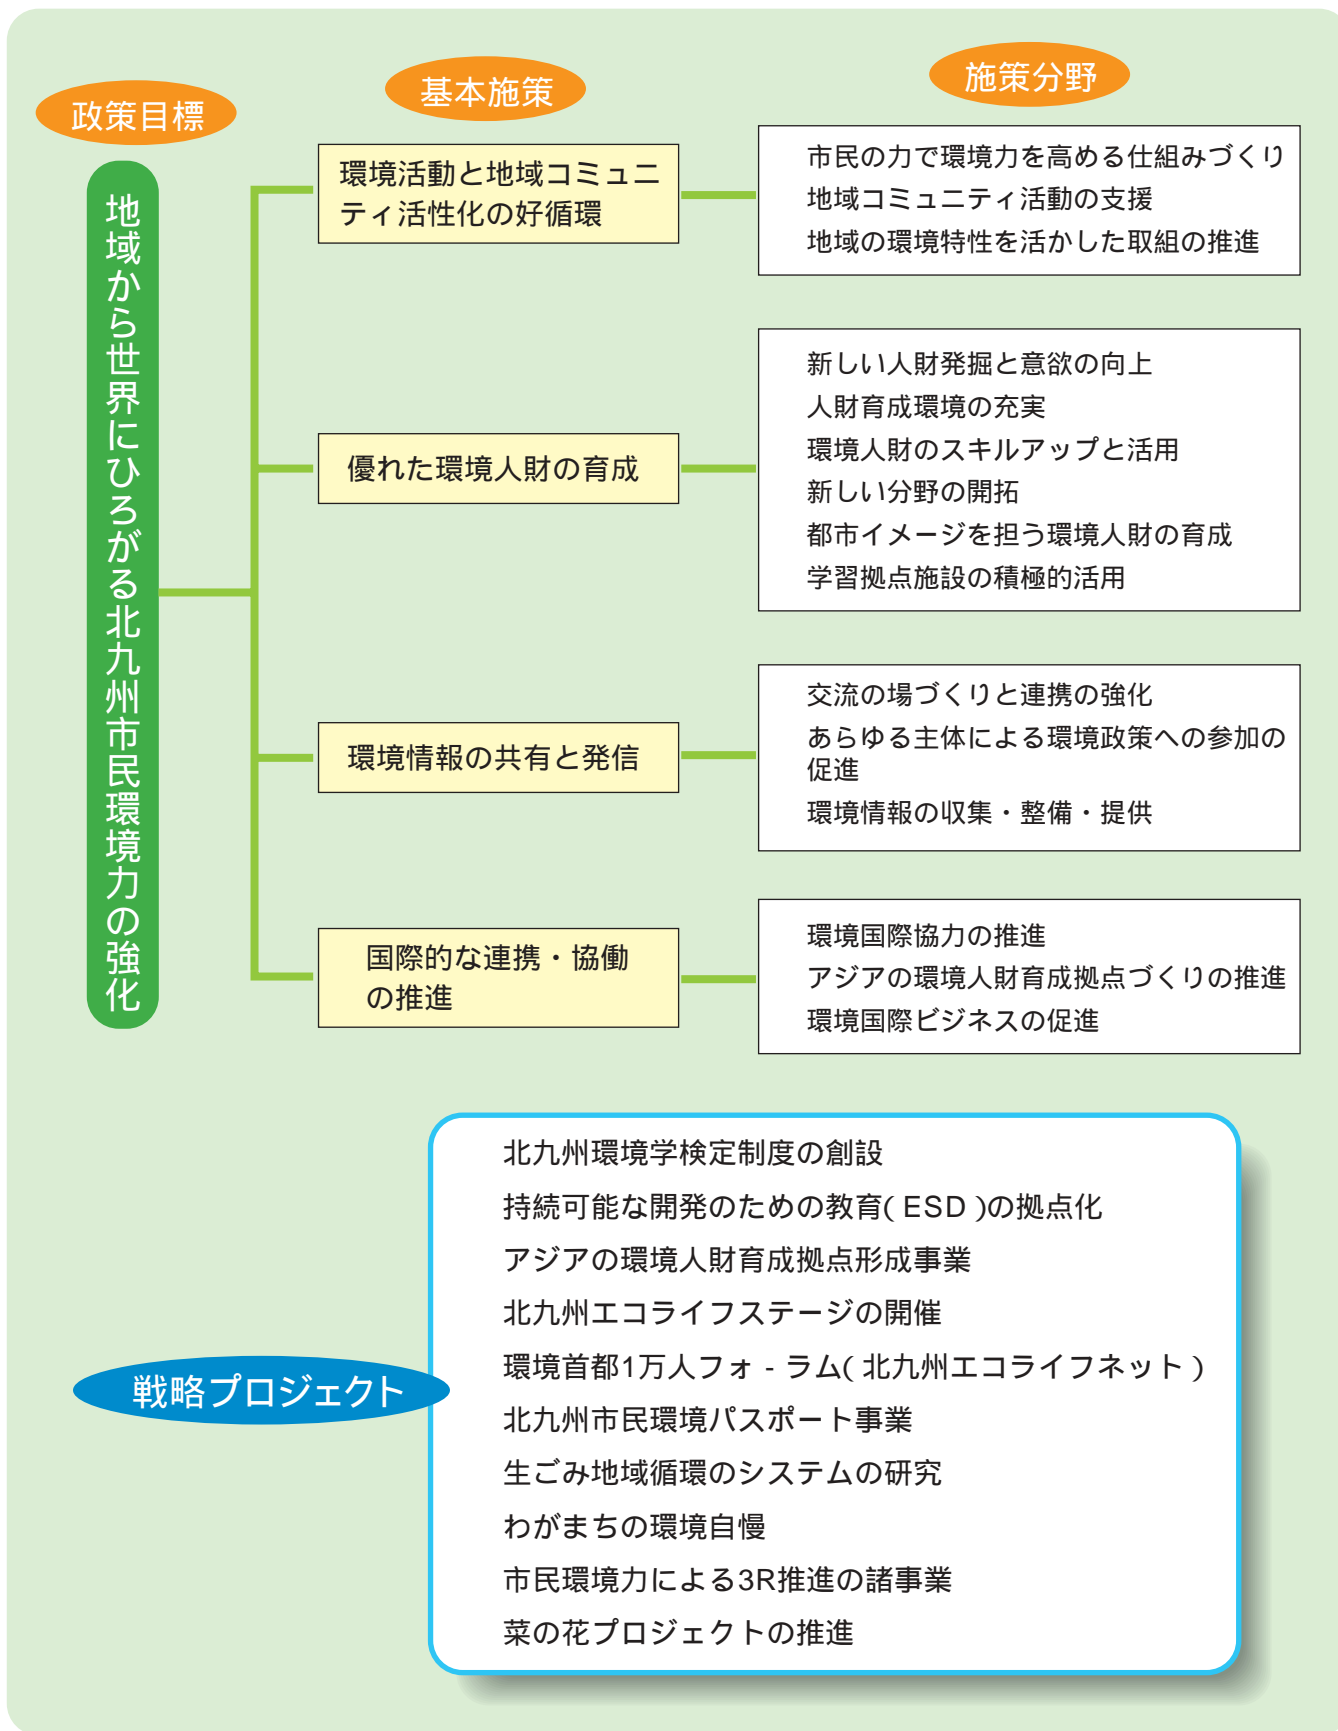 政策目標
基本施策
施策分野
地域から世界にひろがる北九州市民環境力の強化
環境活動と地域コミュニ
ティ活性化の好循環
市民の力で環境力を高める仕組みづくり
地域コミュニティ活動の支援
地域の環境特性を活かした取組の推進
優れた環境人財の育成
新しい人財発掘と意欲の向上
人財育成環境の充実
環境人財のスキルアップと活用
新しい分野の開拓
都市イメージを担う環境人財の育成
学習拠点施設の積極的活用
環境情報の共有と発信
交流の場づくりと連携の強化
あらゆる主体による環境政策への参加の
促進
環境情報の収集・整備・提供
国際的な連携・協働
の推進
環境国際協力の推進
アジアの環境人財育成拠点づくりの推進
環境国際ビジネスの促進
戦略プロジェクト
北九州環境学検定制度の創設
持続可能な開発のための教育(ESD)の拠点化
アジアの環境人財育成拠点形成事業
北九州エコライフステージの開催
環境首都1万人フォ-ラム(北九州エコライフネット)
北九州市民環境パスポート事業
生ごみ地域循環のシステムの研究
わがまちの環境自慢
市民環境力による3R推進の諸事業
菜の花プロジェクトの推進